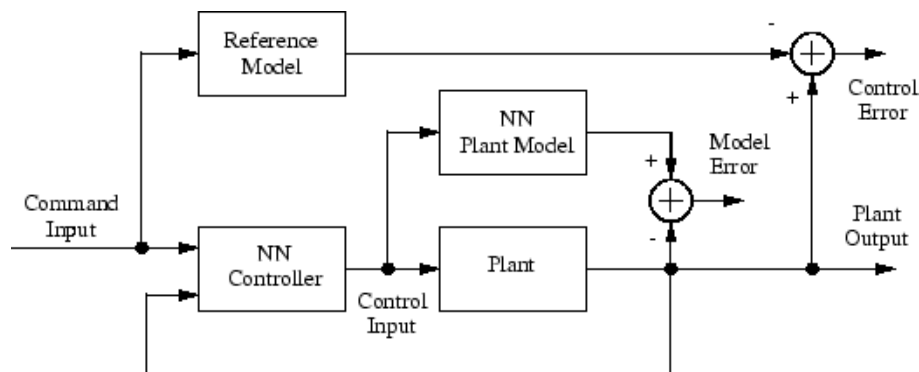 Reference
Model
-
+
Control
Error
NN
Plant Model
+
Model
Error
-
Command
Input
NN
Controller
Control
Input
Plant
Plant
Output